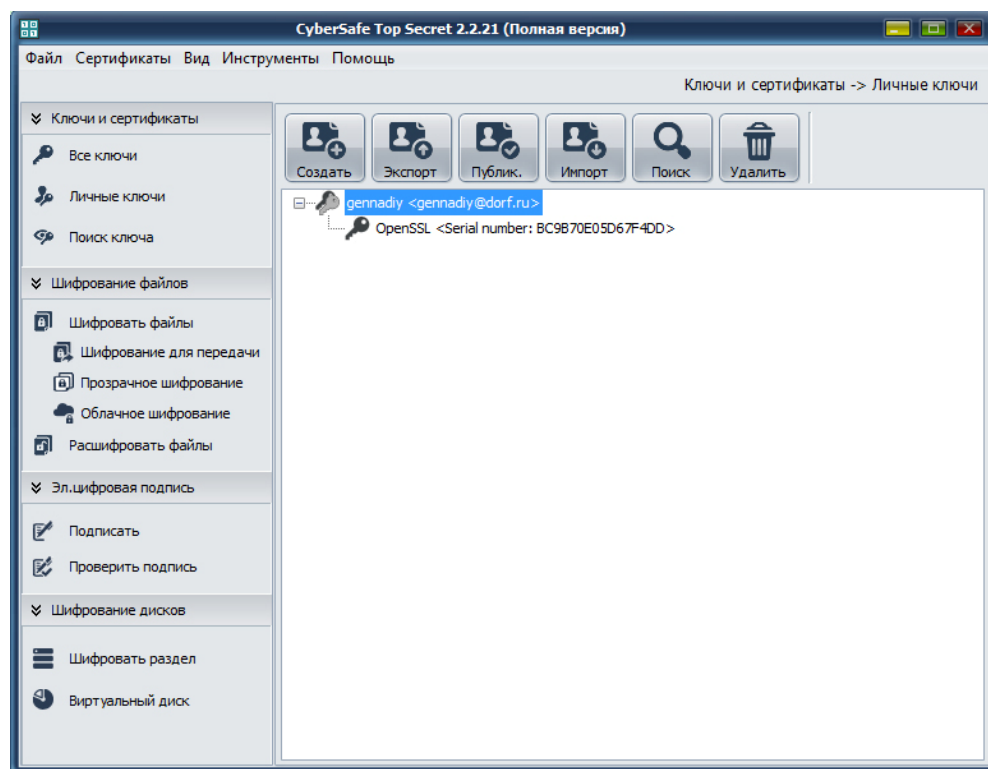 CyberSafe Top Secret 2.2.21 (Полная версия)
Файл Сертификаты Вид Инструменты Помощь
Ключи и сертификаты -> Личные ключи
Ключи и сертификаты
Все ключи
Личные ключи
Поиск ключа
Шифрование файлов
Шифровать файлы
Шифрование для передачи
Прозрачное шифрование
Облачное шифрование
Расшифровать файлы
Эл.цифровая подпись
Подписать
Проверить подпись
Шифрование дисков
Шифровать раздел
Виртуальный диск
Создать Экспорт Публик. Импорт Поиск Удалить
gennadiy <gennadiy@dorf.ru>
OpenSSL <Serial number: BC9B70E05D67F4DD>